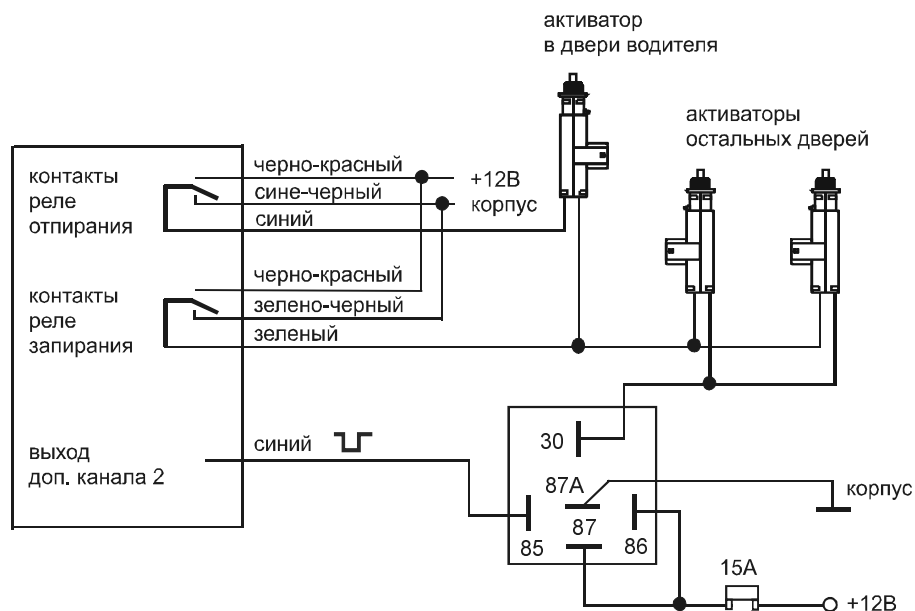 активатор
в двери водителя
активаторы
остальных дверей
контакты
реле
отпирания
черно-красный
+12В
сине-черный
корпус
синий
контакты
реле
запирания
черно-красный
зелено-черный
зеленый
выход
доп. канала 2
синий
30
87А
87
85
86
корпус
15А
+12В